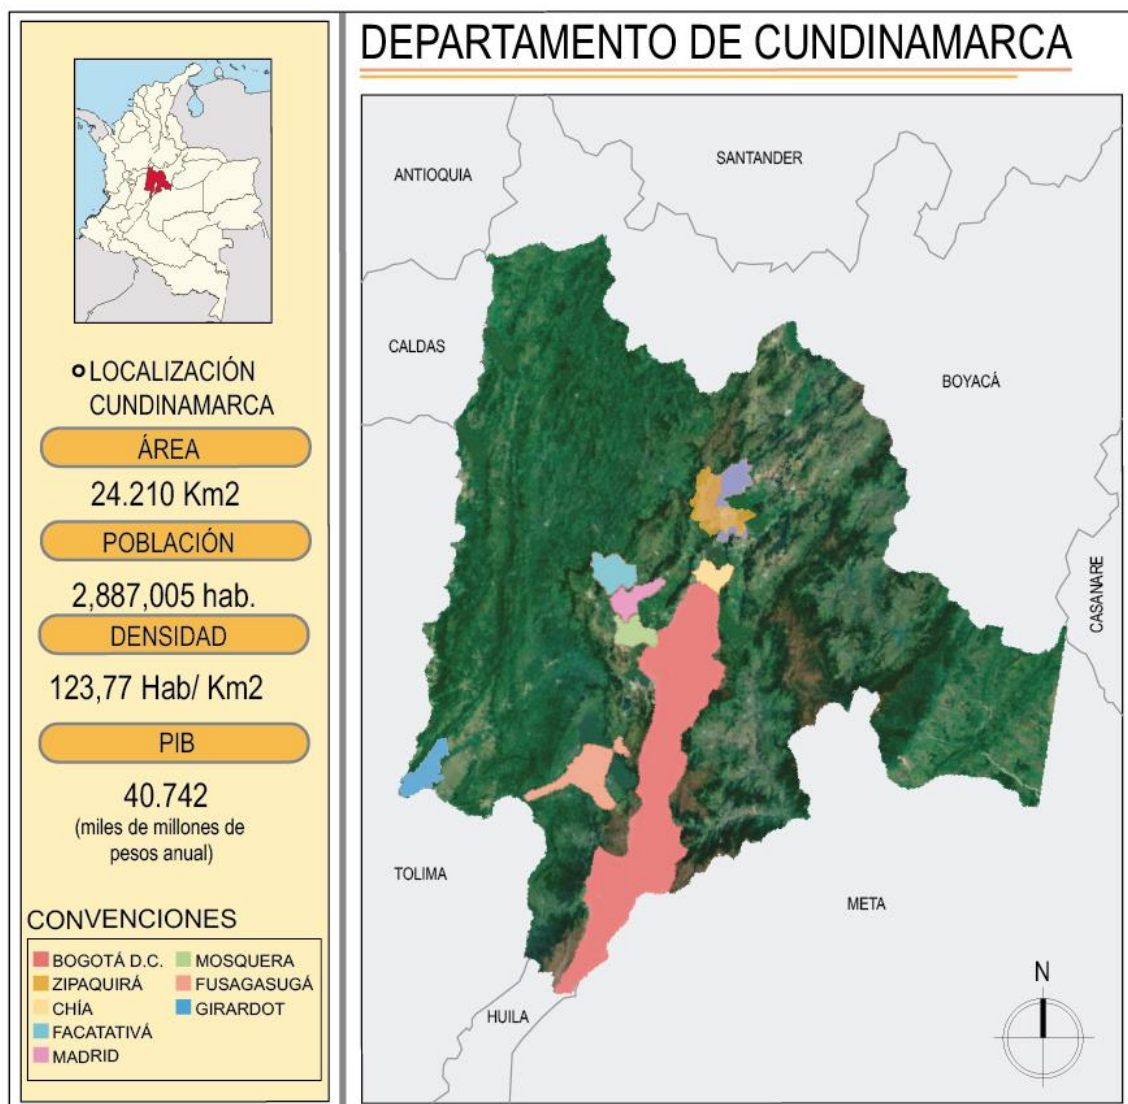 DEPARTAMENTO DE CUNDINAMARCA
LOCALIZACIÓN
CUNDINAMARCA
ÁREA
24.210 Km2
POBLACIÓN
2,887,005 hab.
DENSIDAD
123,77 Hab/ Km2
PIB
40.742
(miles de millones de
pesos anual)
CONVENCIONES
BOGOTÁ D.C.
ZIPAQUIRÁ
CHÍA
FACATATIVÁ
MADRID
MOSQUERA
FUSAGASUGÁ
GIRARDOT
ANTIOQUIA
SANTANDER
CALDAS
BOYACÁ
CASANARE
TOLIMA
META
HUILA
N